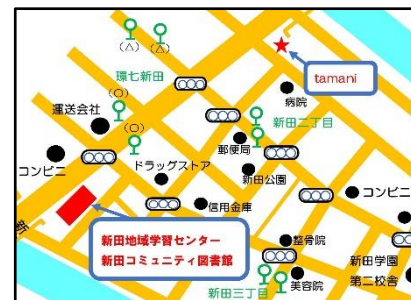 (△)
(△)
環七新田
tamani
(○)
運送会社
病院
(○)
新田二丁目
郵便局
コンビニ
ドラッグストア
新田公園
信用金庫
コンビニ
新田地域学習センター
新田コミュニティ図書館
整骨院
新田学園
第二校舎
美容院
新田三丁目